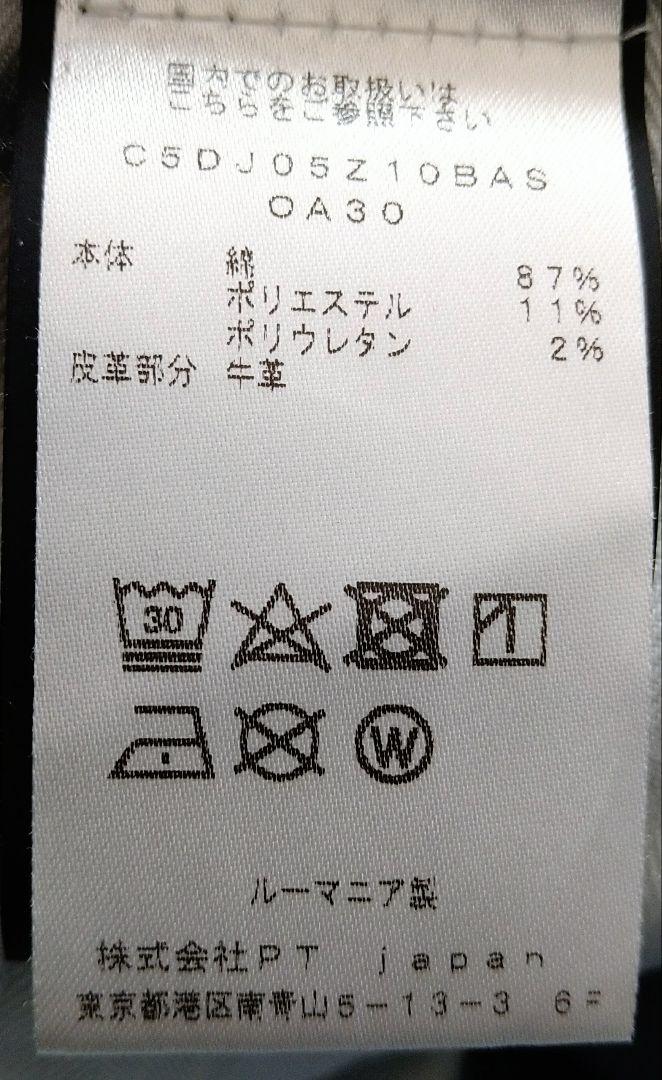 国内でのお取扱いは
こちらをご参照下さい
C5DJ05Z10BAS
OA30
本体 綿 87%
ポリエステル 11%
ポリウレタン 2%
皮革部分 牛革
30
W
ルーマニア製
株式会社PT japan
東京都港区南青山5-13-3 6F